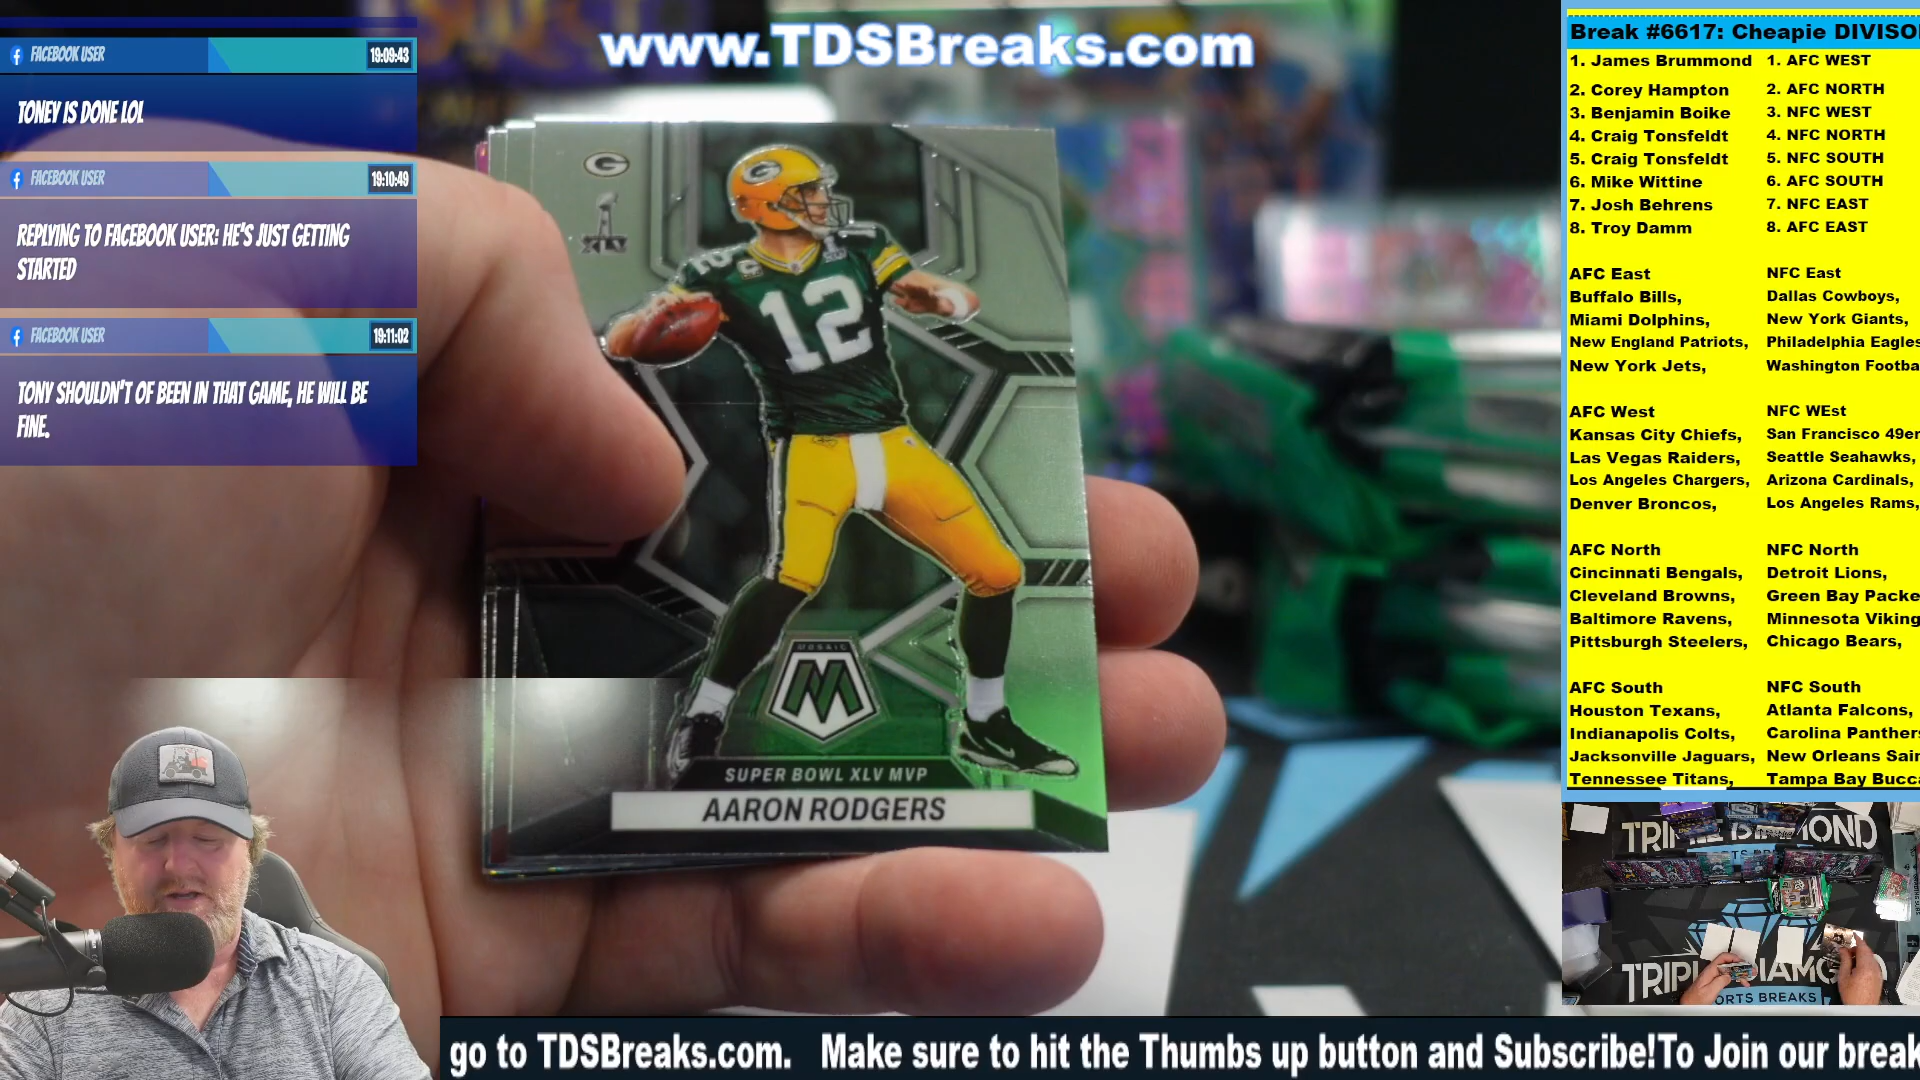 FACEBOOK USER
19:09:43
TONEY IS DONE LOL
FACEBOOK USER
19:10:49
REPLYING TO FACEBOOK USER: HE'S JUST GETTING
STARTED
FACEBOOK USER
19:11:02
TONY SHOULDN'T OF BEEN IN THAT GAME, HE WILL BE
FINE.
www.TDSBreaks.com
G
XLV
G
12
MOSAIC
M
SUPER BOWL XLV MVP
AARON RODGERS
Break #6617: Cheapie DIVISO
1. James Brummond 1. AFC WEST
2. Corey Hampton 2. AFC NORTH
3. Benjamin Boike 3. NFC WEST
4. Craig Tonsfeldt 4. NFC NORTH
5. Craig Tonsfeldt 5. NFC SOUTH
6. Mike Wittine 6. AFC SOUTH
7. Josh Behrens 7. NFC EAST
8. Troy Damm 8. AFC EAST
AFC East NFC East
Buffalo Bills, Dallas Cowboys,
Miami Dolphins, New York Giants,
New England Patriots, Philadelphia Eagles
New York Jets, Washington Footba
AFC West NFC WEst
Kansas City Chiefs, San Francisco 49er
Las Vegas Raiders, Seattle Seahawks,
Los Angeles Chargers, Arizona Cardinals,
Denver Broncos, Los Angeles Rams,
AFC North NFC North
Cincinnati Bengals, Detroit Lions,
Cleveland Browns, Green Bay Packe
Baltimore Ravens, Minnesota Viking
Pittsburgh Steelers, Chicago Bears,
AFC South NFC South
Houston Texans, Atlanta Falcons,
Indianapolis Colts, Carolina Panthers
Jacksonville Jaguars, New Orleans Sain
Tennessee Titans, Tampa Bay Bucca
TRIPLE DIAMOND
TRIPL DIAMOND
ORTS BREAKS
go to TDSBreaks.com. Make sure to hit the Thumbs up button and Subscribe!To Join our break